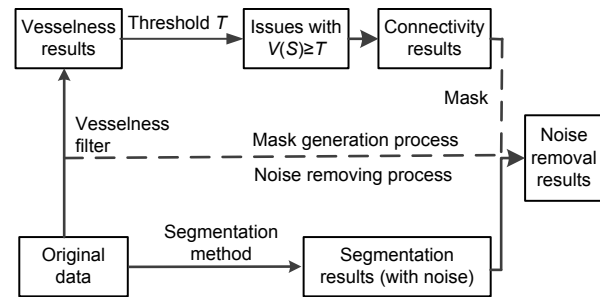 Vesselness
results
Threshold T
Issues with
V(S)≥T
Connectivity
results
Mask
Vesselness
filter
Mask generation process
Noise removing process
Noise
removal
results
Original
data
Segmentation
method
Segmentation
results (with noise)